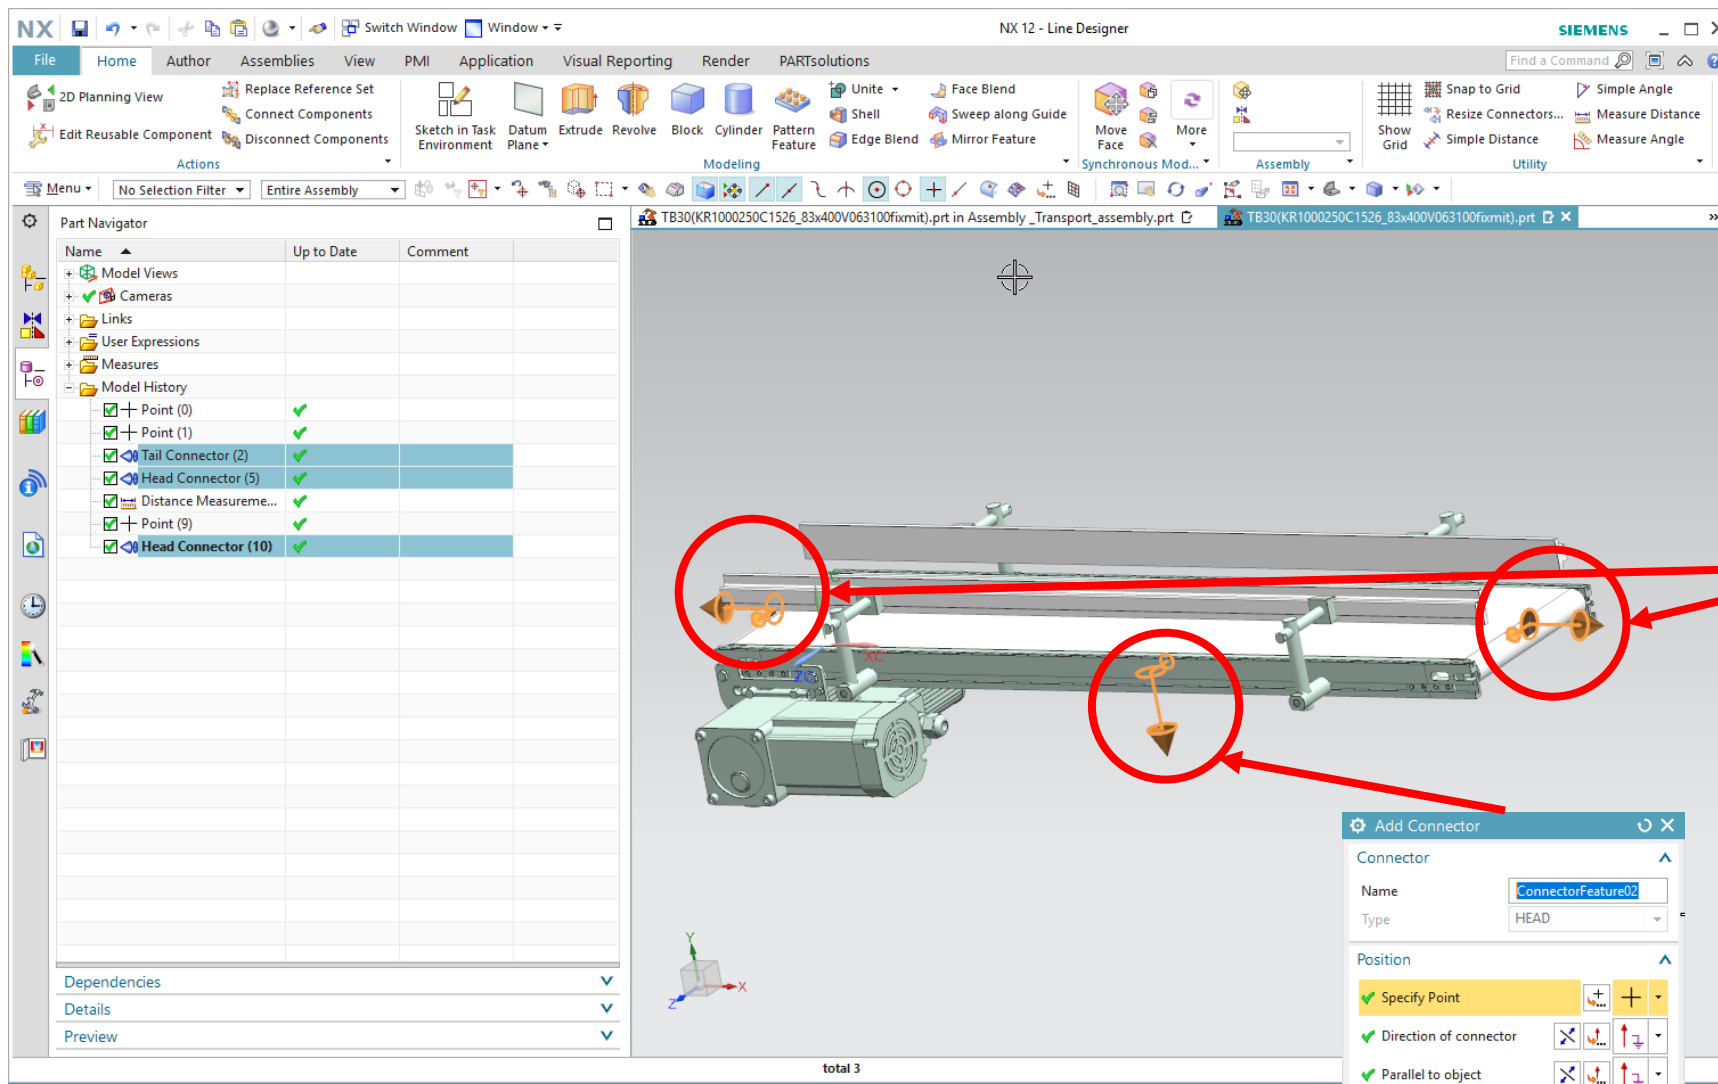 NX
Switch Window
Window
NX 12 - Line Designer
SIEMENS
File
Home
Author
Assemblies
View
PMI
Application
Visual Reporting
Render
PARTsolutions
Find a Command
2D Planning View
Edit Reusable Component
Replace Reference Set
Connect Components
Disconnect Components
Actions
Sketch in Task
Environment
Datum
Plane
Extrude
Revolve
Block
Cylinder
Pattern
Feature
Unite
Shell
Edge Blend
Face Blend
Sweep along Guide
Mirror Feature
Modeling
Move
Face
More
Synchronous Mod...
Assembly
Show
Grid
Snap to Grid
Resize Connectors...
Simple Distance
Simple Angle
Measure Distance
Measure Angle
Utility
Menu
No Selection Filter
Entire Assembly
Part Navigator
TB30(KR1000250C1526_83x400V063100fixmit).prt in Assembly _Transport_assembly.prt
TB30(KR1000250C1526_83x400V063100fixmit).prt
Name
Up to Date
Comment
Model Views
Cameras
Links
User Expressions
Measures
Model History
Point (0)
Point (1)
Tail Connector (2)
Head Connector (5)
Distance Measureme...
Point (9)
Head Connector (10)
XC
ZC
Y
X
Z
Dependencies
Details
Preview
total 3
Add Connector
Connector
Name
ConnectorFeature02
Type
HEAD
Position
Specify Point
Direction of connector
Parallel to object